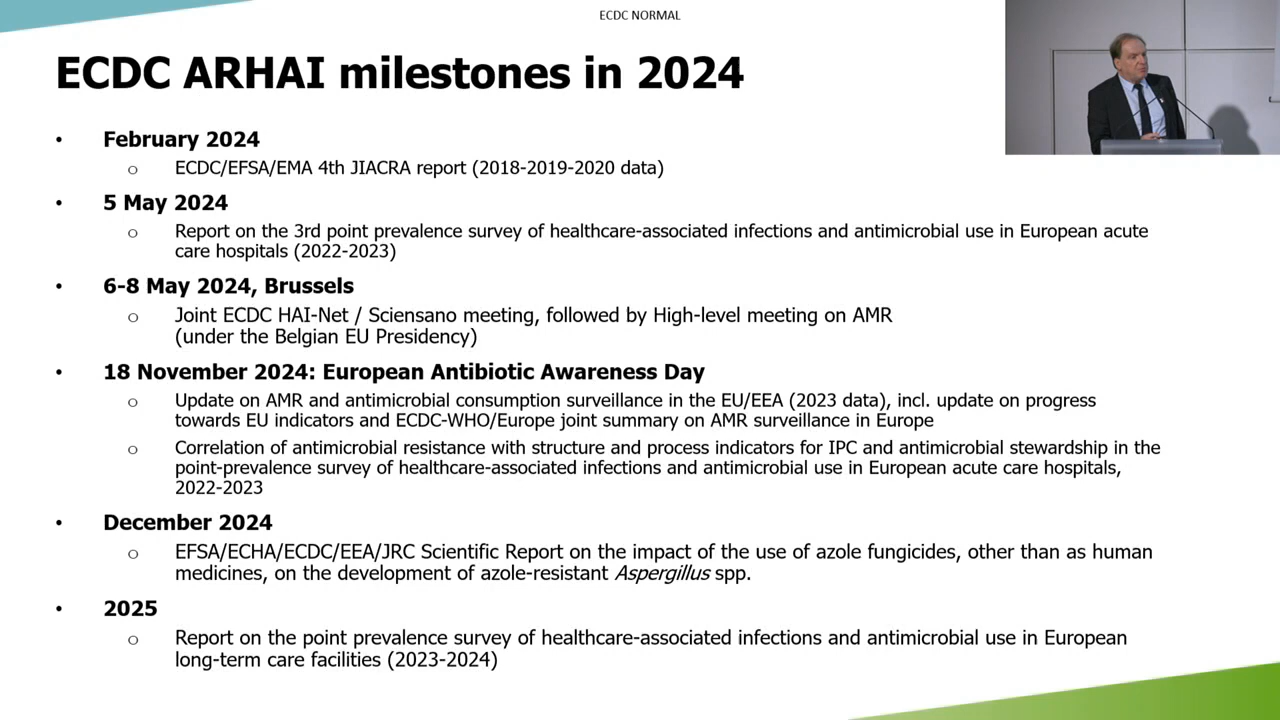 ECDC NORMAL
ECDC ARHAI milestones in 2024
• February 2024
o ECDC/EFSA/EMA 4th JIACRA report (2018-2019-2020 data)
• 5 May 2024
o Report on the 3rd point prevalence survey of healthcare-associated infections and antimicrobial use in European acute
care hospitals (2022-2023)
• 6-8 May 2024, Brussels
o Joint ECDC HAI-Net / Sciensano meeting, followed by High-level meeting on AMR
(under the Belgian EU Presidency)
• 18 November 2024: European Antibiotic Awareness Day
o Update on AMR and antimicrobial consumption surveillance in the EU/EEA (2023 data), incl. update on progress
towards EU indicators and ECDC-WHO/Europe joint summary on AMR surveillance in Europe
o Correlation of antimicrobial resistance with structure and process indicators for IPC and antimicrobial stewardship in the
point-prevalence survey of healthcare-associated infections and antimicrobial use in European acute care hospitals,
2022-2023
• December 2024
o EFSA/ECHA/ECDC/EEA/JRC Scientific Report on the impact of the use of azole fungicides, other than as human
medicines, on the development of azole-resistant Aspergillus spp.
• 2025
o Report on the point prevalence survey of healthcare-associated infections and antimicrobial use in European
long-term care facilities (2023-2024)